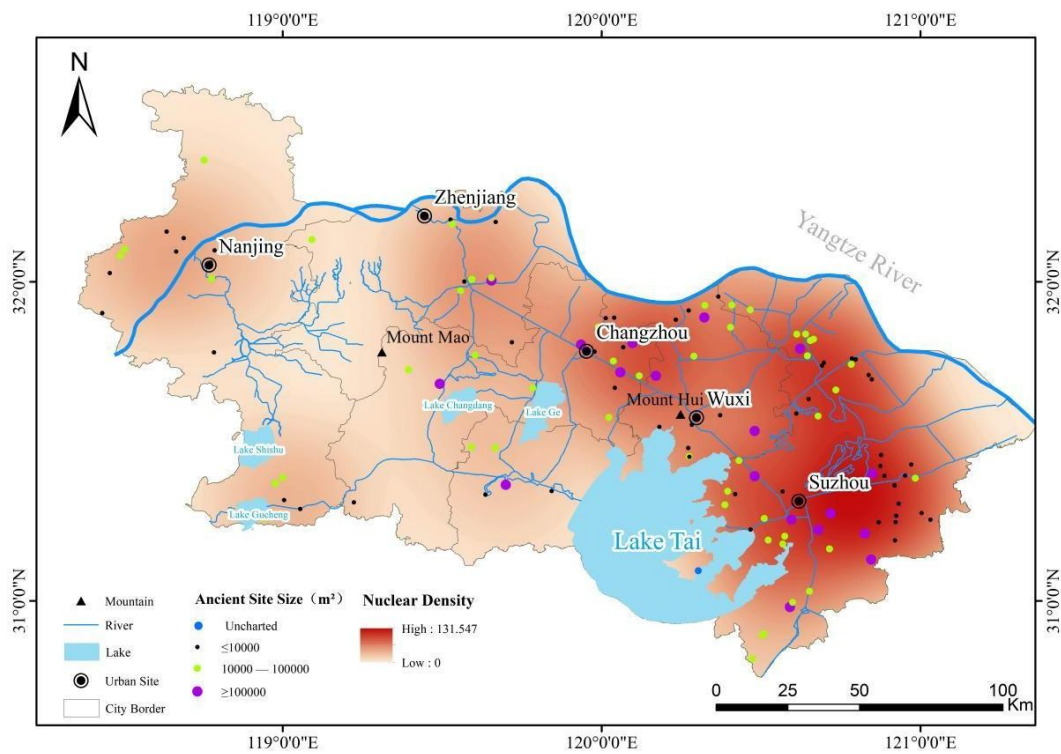 119°0'0"E
120°0'0"E
121°0'0"E
N
Zhenjiang
Yangtze River
Nanjing
32°0'0"N
32°0'0"N
Changzhou
Mount Mao
Lake Changdang
Lake Ge
Mount Hui
Wuxi
Lake Shishu
Suzhou
Lake Gucheng
Lake Tai
31°0'0"N
31°0'0"N
Mountain
River
Lake
Urban Site
City Border
Ancient Site Size (m²)
Uncharted
≤10000
10000 — 100000
≥100000
Nuclear Density
High : 131.547
Low : 0
0 25 50 100
Km
119°0'0"E
120°0'0"E
121°0'0"E